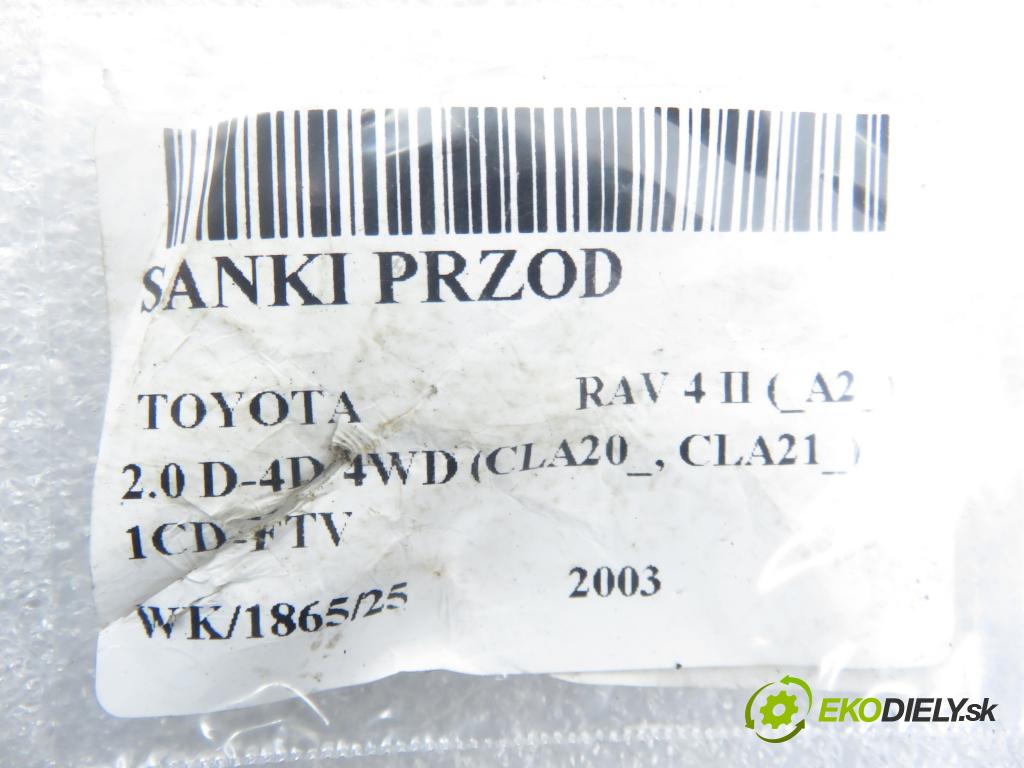 SANKI PRZOD
TOYOTA RAV 4 II (_A2_)
2.0 D-4D 4WD (CLA20_, CLA21_)
1CD-FTV
WK/1865/25 2003
EKODIELY.sk